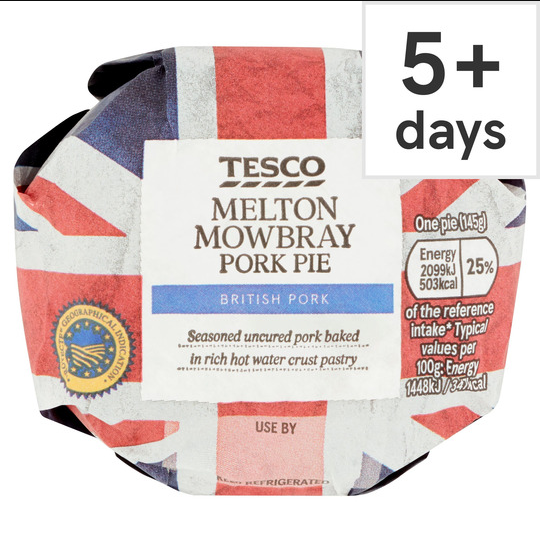 5+
days
TESCO
MELTON
MOWBRAY
PORK PIE
BRITISH PORK
Seasoned uncured pork baked
in rich hot water crust pastry
USE BY
REFRIGERATED
One pie (145g)
Energy
2099kJ
503kcal
25%
of the reference
intake* Typical
values per
100g: Energy
1448kJ / 347kcal
GEOGRAPHICAL INDICATION